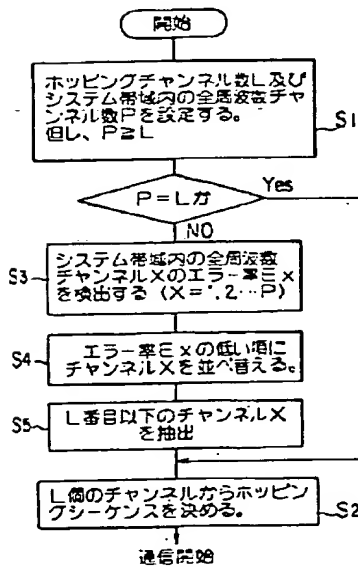 開始
ホッピングチャンネル数L及び
システム帯域内の全周波数チャ
ンネル数Pを設定する。
但し、P≧L
S1
P=Lか
Yes
NO
S3
システム帯域内の全周波数
チャンネルXのエラー率Ex
を検出する (X=1,2…P)
S4
エラー率Exの低い順に
チャンネルXを並べ替える。
S5
L番目以下のチャンネルX
を抽出
L個のチャンネルからホッピ
ングシーケンスを決める。
S2
通信開始